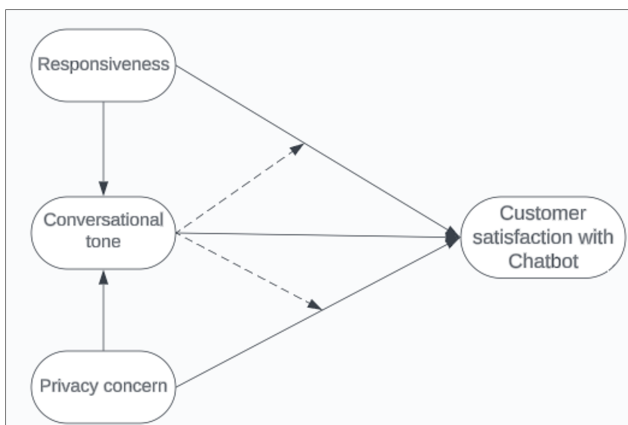 Responsiveness
Conversational
tone
Customer
satisfaction with
Chatbot
Privacy concern